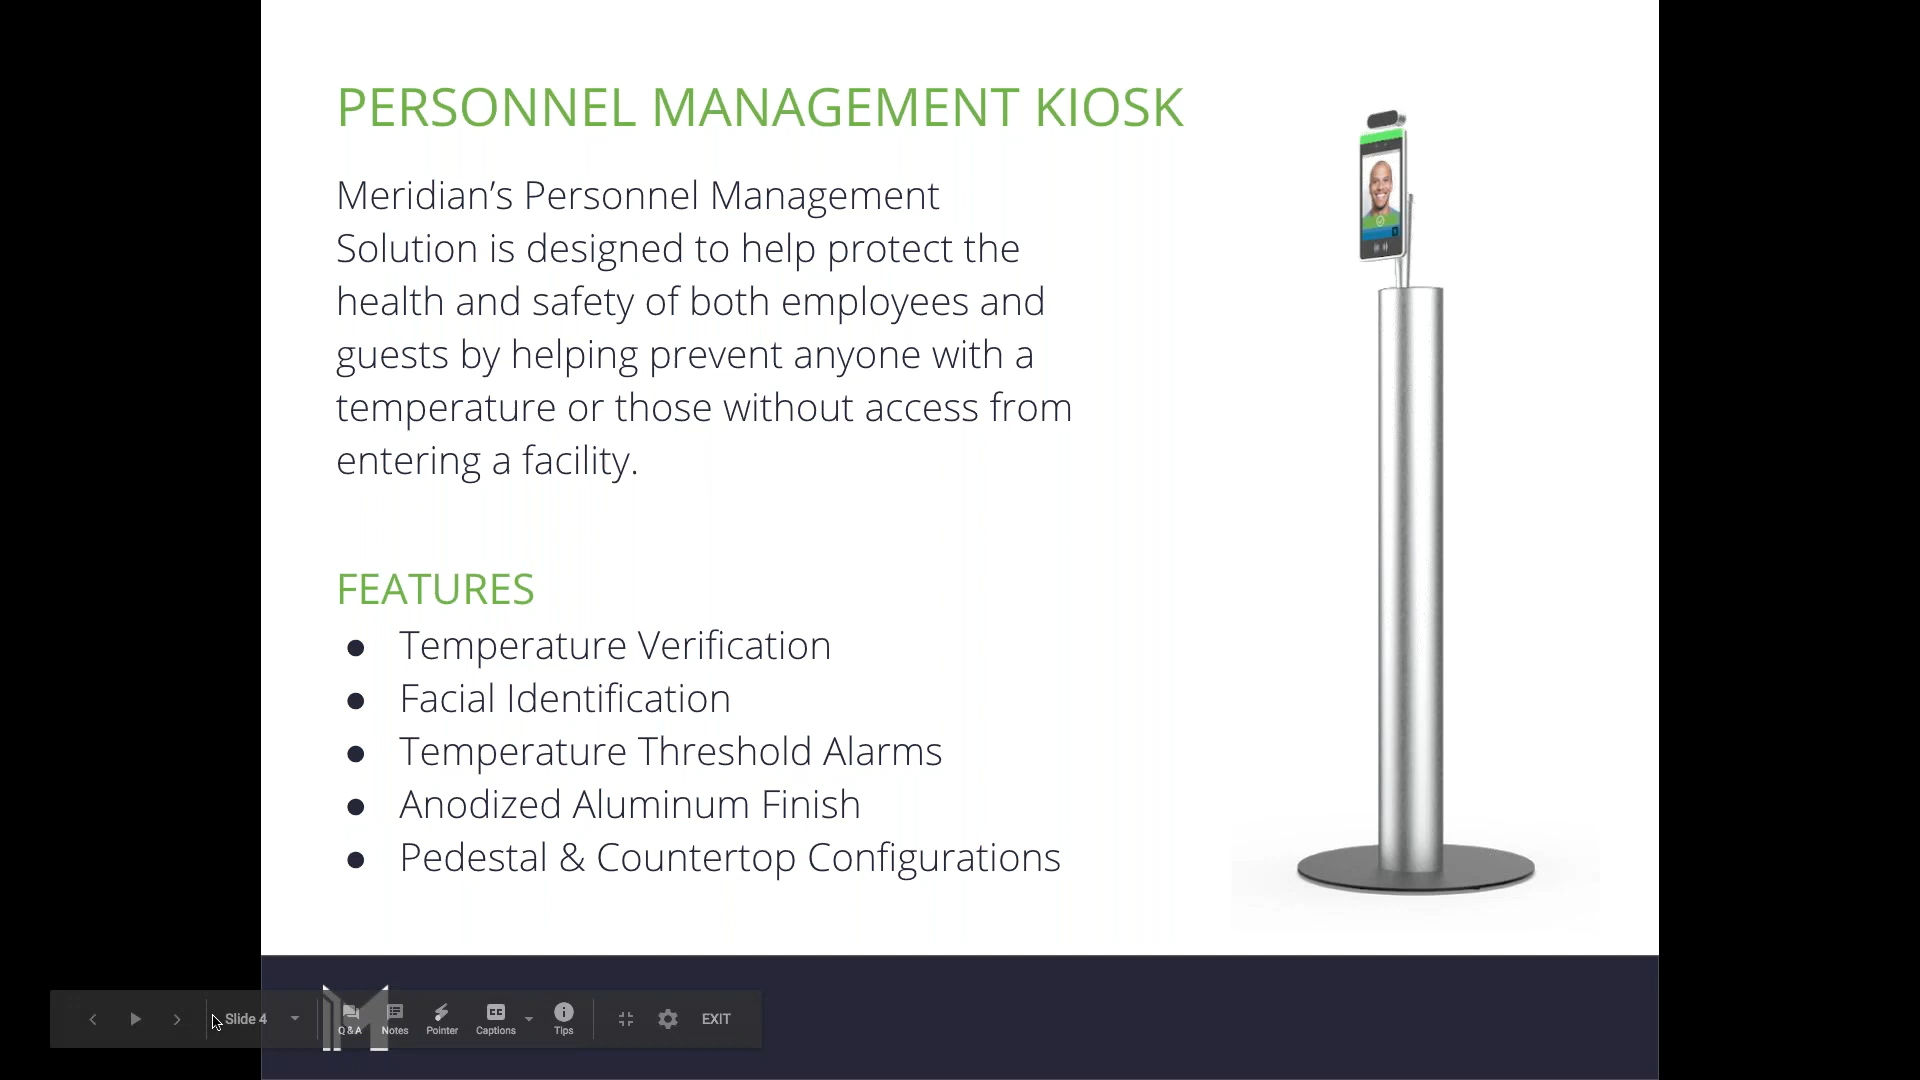 PERSONNEL MANAGEMENT KIOSK
Meridian’s Personnel Management
Solution is designed to help protect the
health and safety of both employees and
guests by helping prevent anyone with a
temperature or those without access from
entering a facility.
FEATURES
● Temperature Verification
● Facial Identification
● Temperature Threshold Alarms
● Anodized Aluminum Finish
● Pedestal & Countertop Configurations
Slide 4
Q&A
Notes
Pointer
CC
Captions
Tips
EXIT